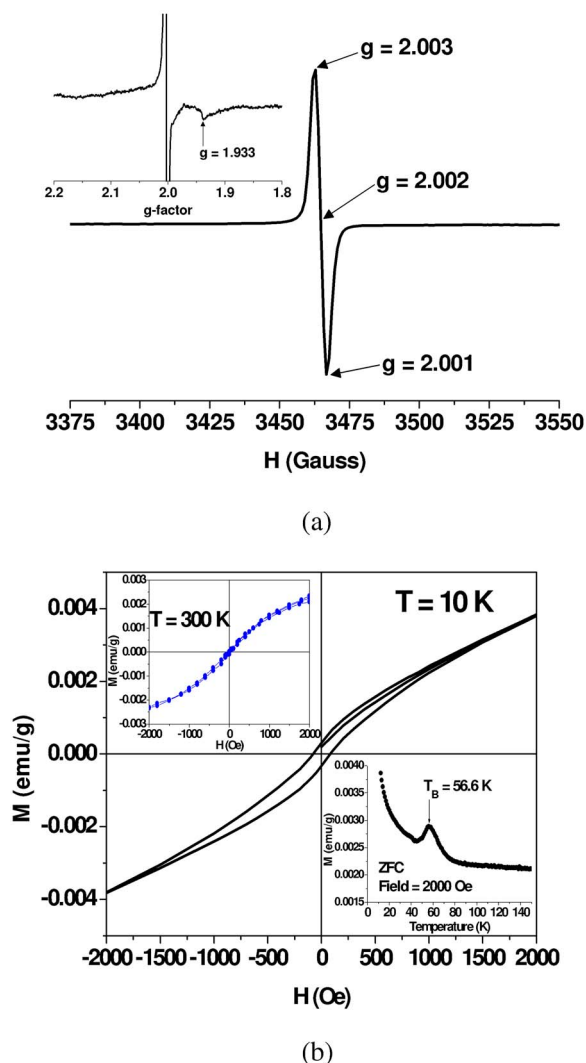 g = 2.003
g = 1.933
2.2 2.1 2.0 1.9 1.8
g-factor
g = 2.002
g = 2.001
3375 3400 3425 3450 3475 3500 3525 3550
H (Gauss)
(a)
0.004
0.002
0.000
-0.002
-0.004
M (emu/g)
T = 10 K
0.003
0.002
0.001
0.000
-0.001
-0.002
-0.003
M (emu/g)
T = 300 K
-2000 -1000 0 1000 2000
H (Oe)
0.0040
0.0035
0.0030
0.0025
0.0020
0.0015
M (emu/g)
T_B = 56.6 K
ZFC
Field = 2000 Oe
0 20 40 60 80 100 120 140
Temperature (K)
-2000 -1500 -1000 -500 0 500 1000 1500 2000
H (Oe)
(b)